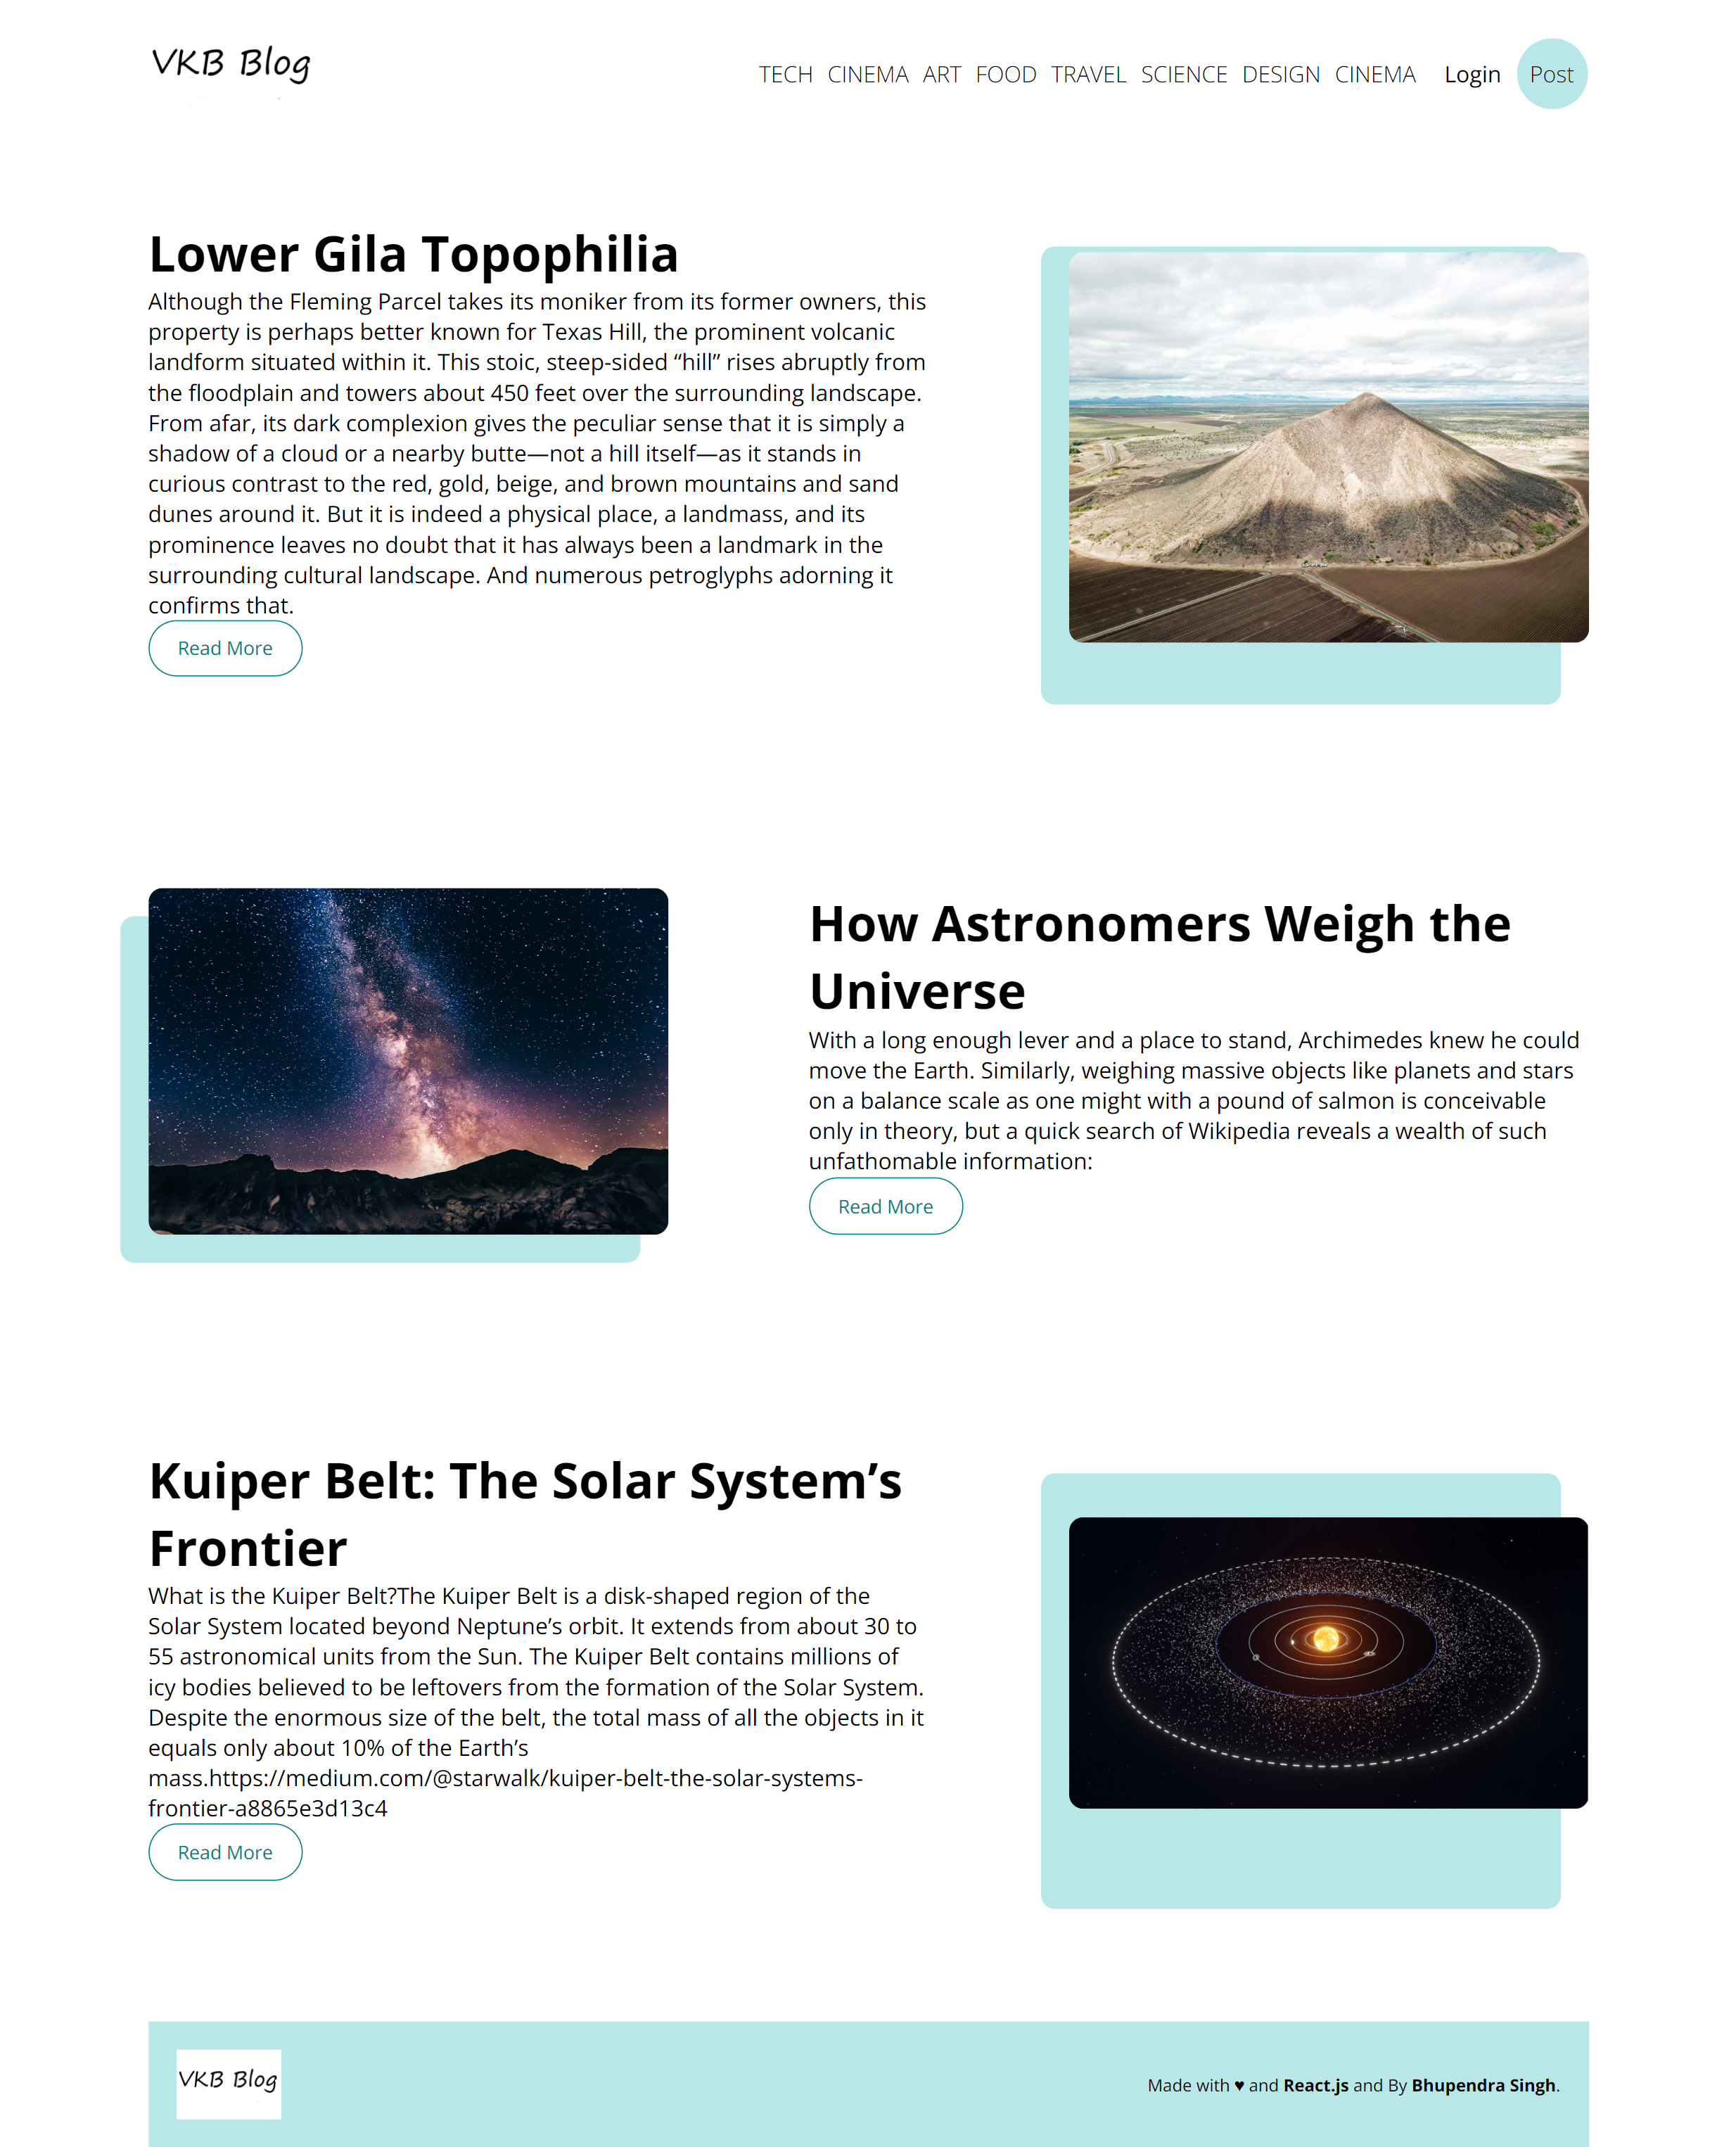 VKB Blog
TECH CINEMA ART FOOD TRAVEL SCIENCE DESIGN CINEMA Login Post
Lower Gila Topophilia
Although the Fleming Parcel takes its moniker from its former owners, this
property is perhaps better known for Texas Hill, the prominent volcanic
landform situated within it. This stoic, steep-sided “hill” rises abruptly from
the floodplain and towers about 450 feet over the surrounding landscape.
From afar, its dark complexion gives the peculiar sense that it is simply a
shadow of a cloud or a nearby butte—not a hill itself—as it stands in
curious contrast to the red, gold, beige, and brown mountains and sand
dunes around it. But it is indeed a physical place, a landmass, and its
prominence leaves no doubt that it has always been a landmark in the
surrounding cultural landscape. And numerous petroglyphs adorning it
confirms that.
Read More
How Astronomers Weigh the
Universe
With a long enough lever and a place to stand, Archimedes knew he could
move the Earth. Similarly, weighing massive objects like planets and stars
on a balance scale as one might with a pound of salmon is conceivable
only in theory, but a quick search of Wikipedia reveals a wealth of such
unfathomable information:
Read More
Kuiper Belt: The Solar System’s
Frontier
What is the Kuiper Belt?The Kuiper Belt is a disk-shaped region of the
Solar System located beyond Neptune’s orbit. It extends from about 30 to
55 astronomical units from the Sun. The Kuiper Belt contains millions of
icy bodies believed to be leftovers from the formation of the Solar System.
Despite the enormous size of the belt, the total mass of all the objects in it
equals only about 10% of the Earth’s
mass.https://medium.com/@starwalk/kuiper-belt-the-solar-systems-
frontier-a8865e3d13c4
Read More
VKB Blog
Made with ♥ and React.js and By Bhupendra Singh.